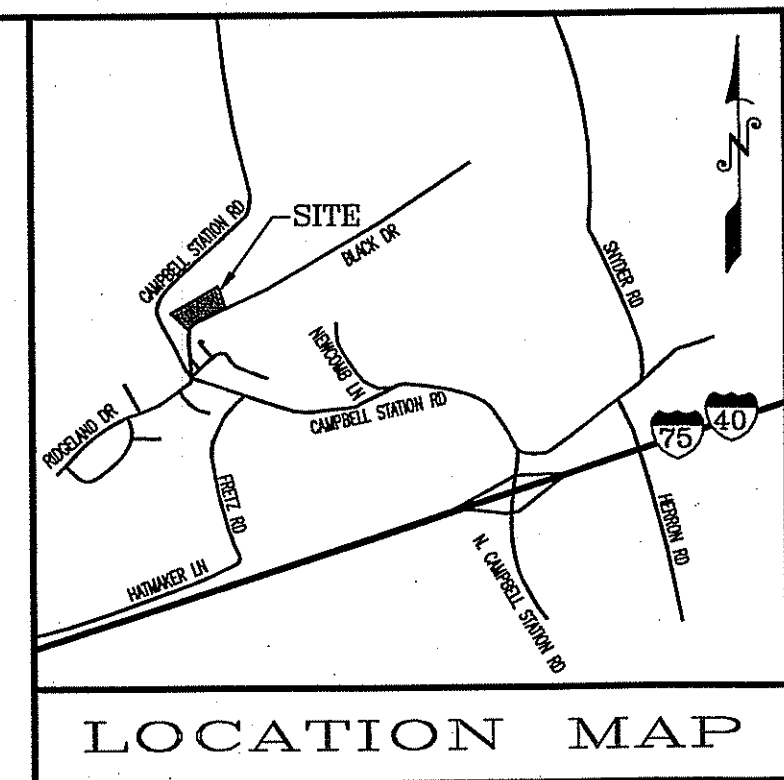 N
CAMPBELL STATION RD
SITE
BLACK DR
SNYDER RD
NEWCOMB LN
CAMPBELL STATION RD
RIDGELAND DR
75
40
FRETZ RD
HERRON RD
HATMAKER LN
N. CAMPBELL STATION RD
LOCATION MAP